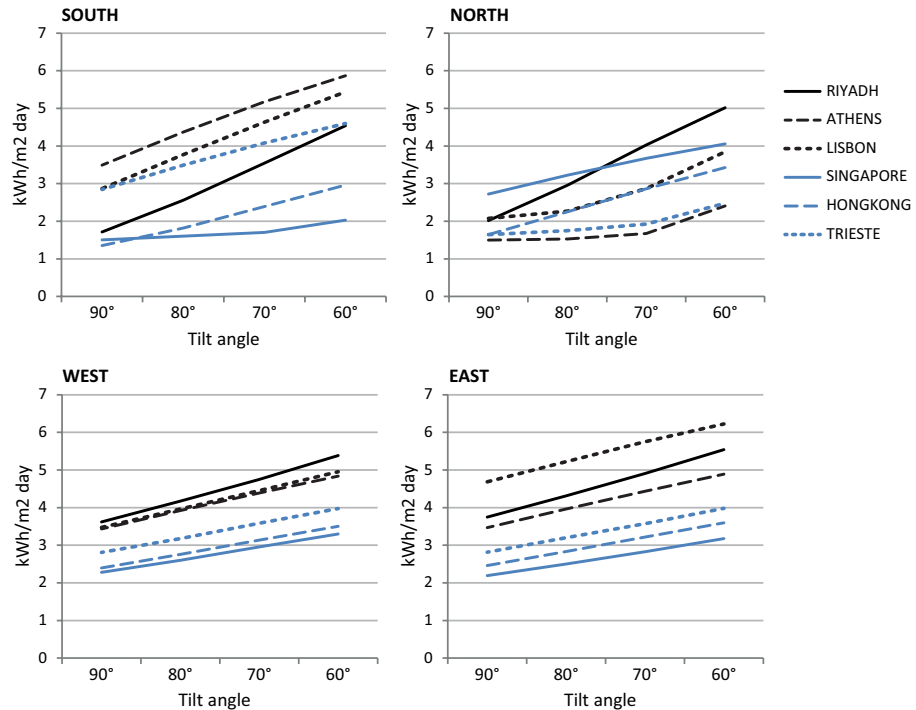 SOUTH
kWh/m2 day
7
6
5
4
3
2
1
0
90° 80° 70° 60°
Tilt angle
NORTH
kWh/m2 day
7
6
5
4
3
2
1
0
90° 80° 70° 60°
Tilt angle
RIYADH
ATHENS
LISBON
SINGAPORE
HONGKONG
TRIESTE
WEST
kWh/m2 day
7
6
5
4
3
2
1
0
90° 80° 70° 60°
Tilt angle
EAST
kWh/m2 day
7
6
5
4
3
2
1
0
90° 80° 70° 60°
Tilt angle